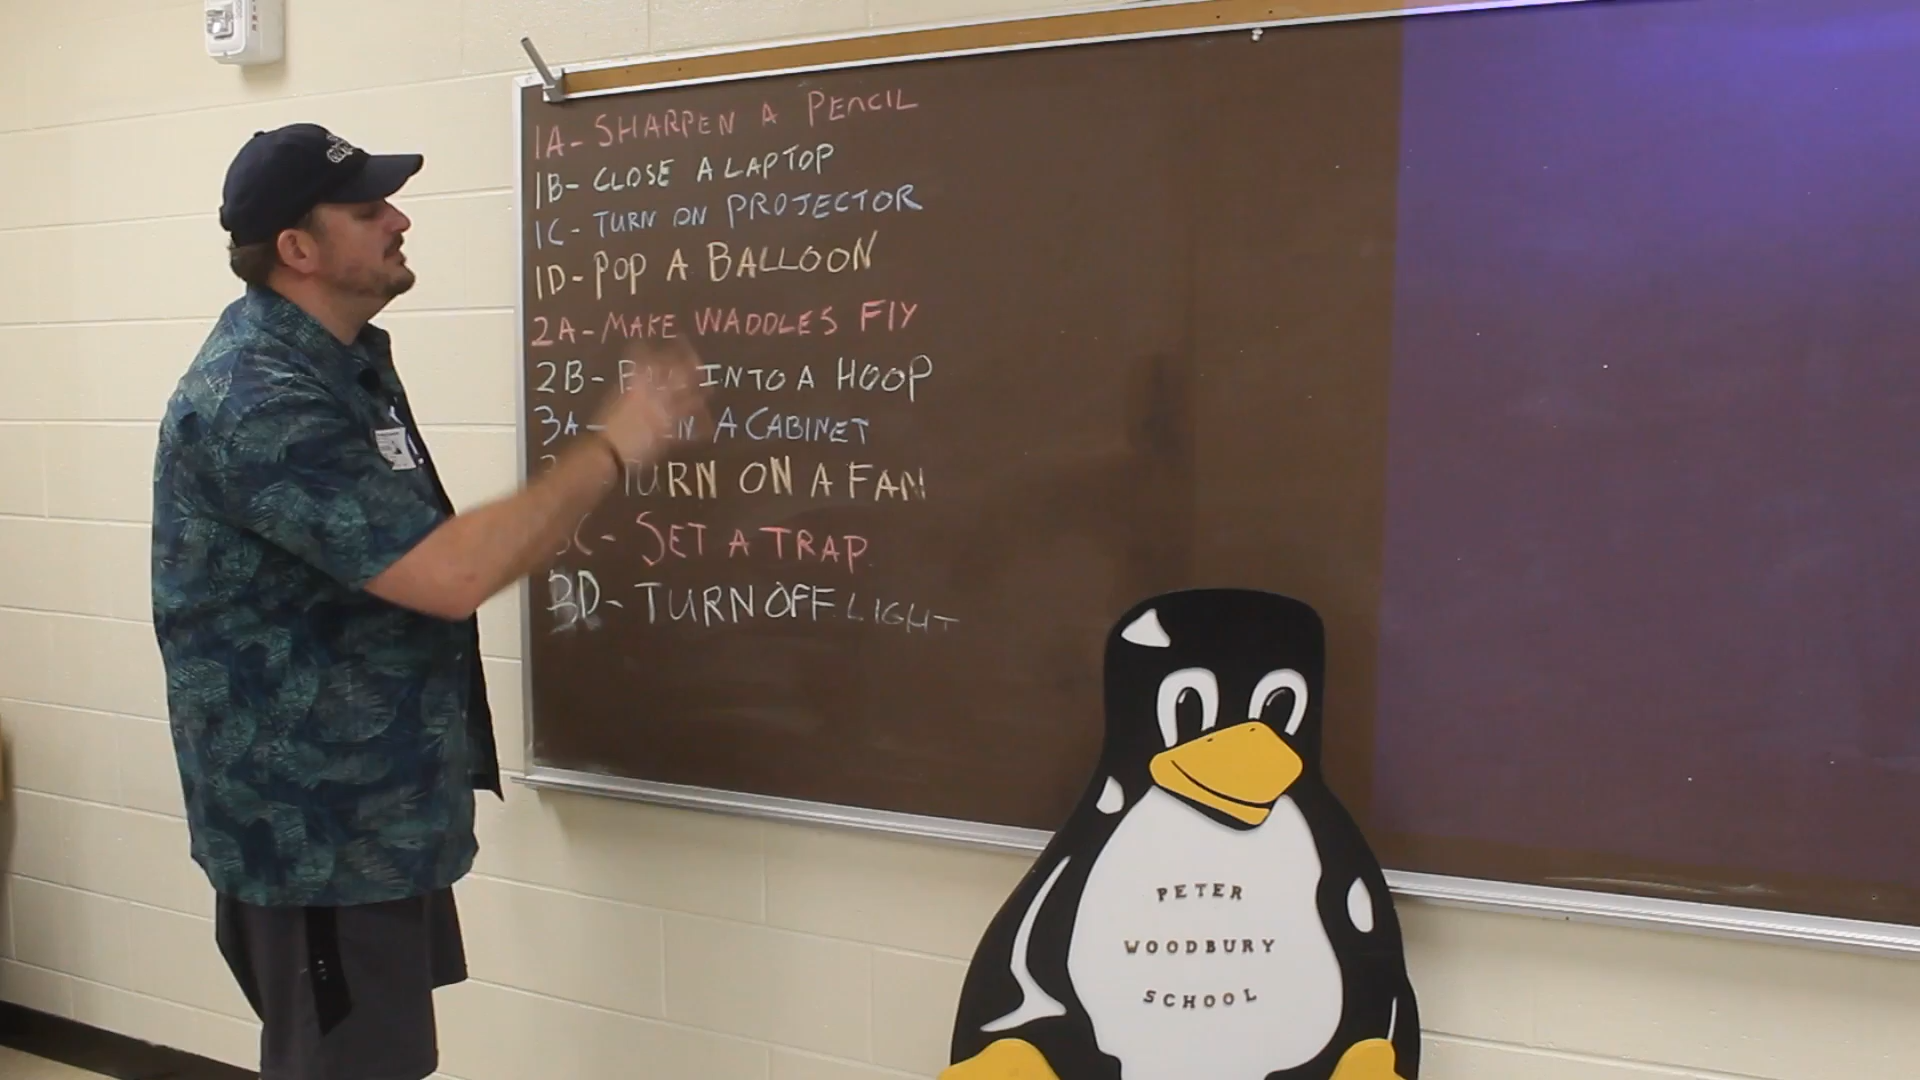 1A- SHARPEN A PENCIL
1B- CLOSE A LAPTOP
1C- TURN ON PROJECTOR
1D- POP A BALLOON
2A- MAKE WADDLES FLY
2B- INTO A HOOP
3A- A CABINET
TURN ON A FAN
- SET A TRAP
3D- TURN OFF LIGHT
PETER
WOODBURY
SCHOOL